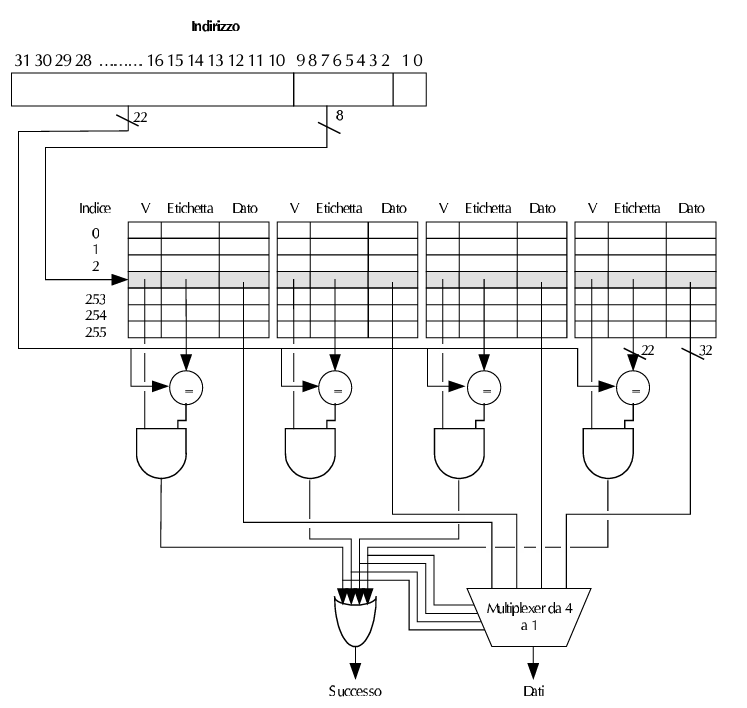 Indirizzo
31 30 29 28 ......... 16 15 14 13 12 11 10 9 8 7 6 5 4 3 2 1 0
22
8
Indice V Etichetta Dato V Etichetta Dato V Etichetta Dato V Etichetta Dato
0
1
2
253
254
255
22
32
= = = =
Multiplexer da 4
a 1
Successo
Dati